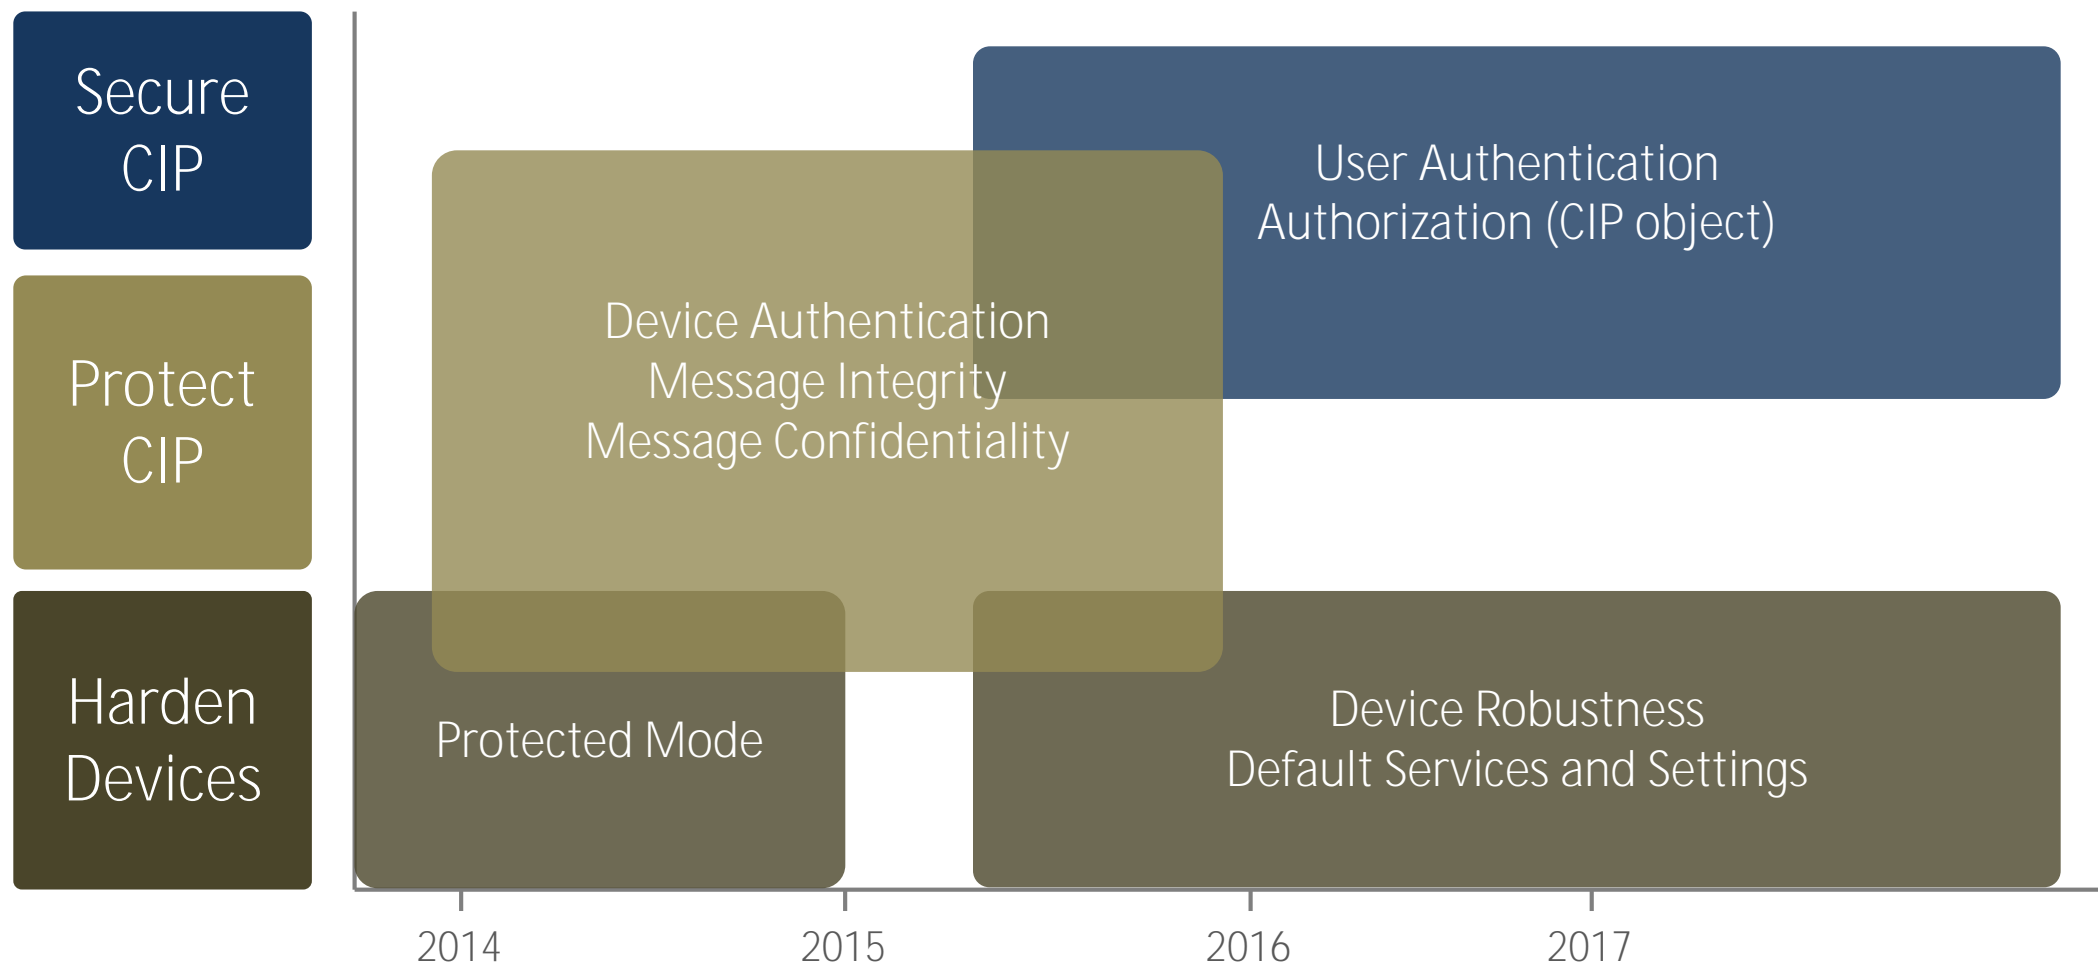 Secure
CIP
User Authentication
Authorization (CIP object)
Protect
CIP
Device Authentication
Message Integrity
Message Confidentiality
Harden
Devices
Protected Mode
Device Robustness
Default Services and Settings
2014
2015
2016
2017